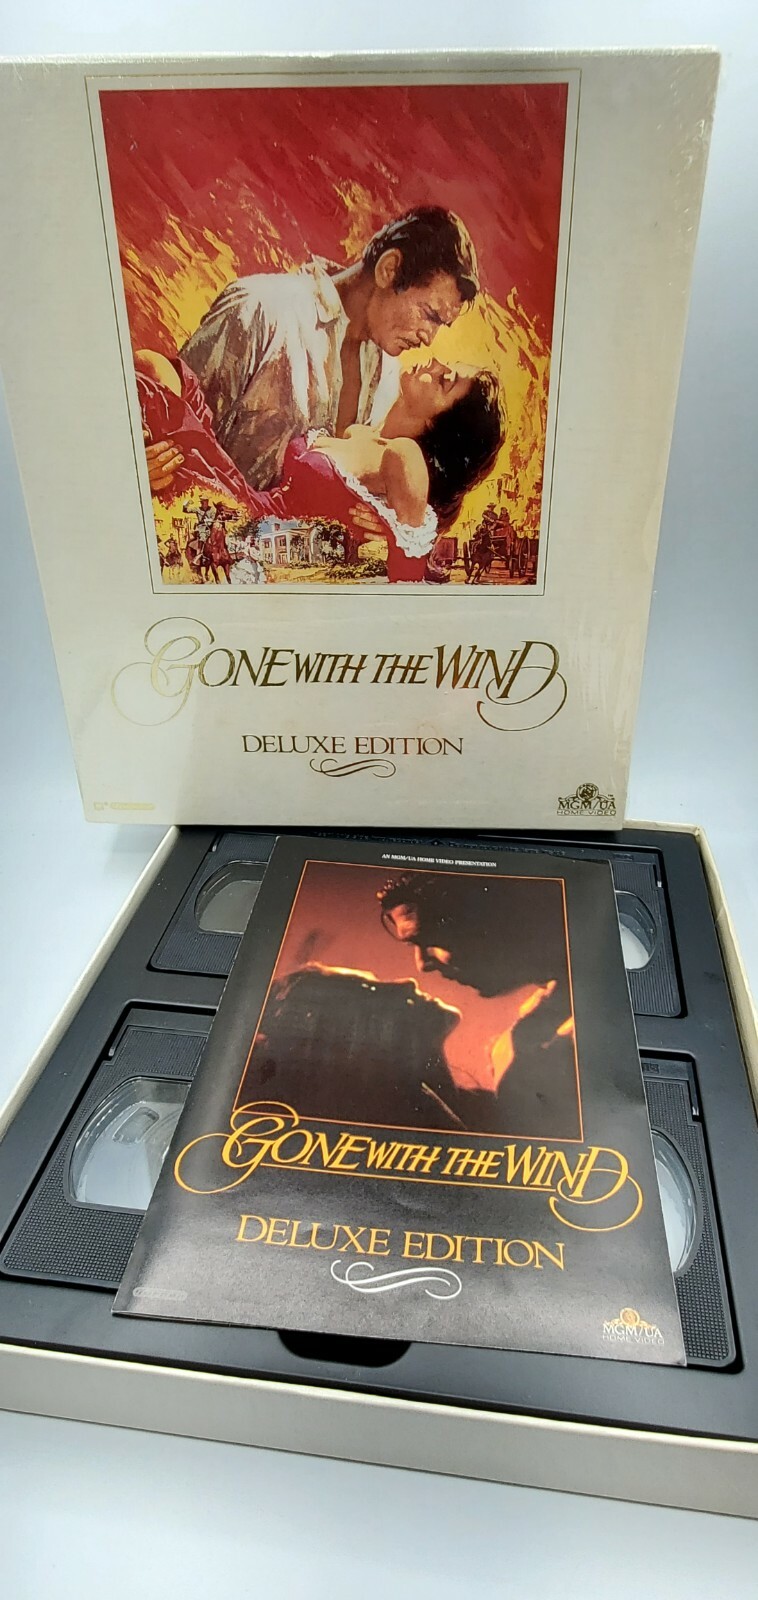 GONE WITH THE WIND
DELUXE EDITION
MGM/UA
HOME VIDEO
AN MGM/UA HOME VIDEO PRESENTATION
GONE WITH THE WIND
DELUXE EDITION
MGM/UA
HOME VIDEO